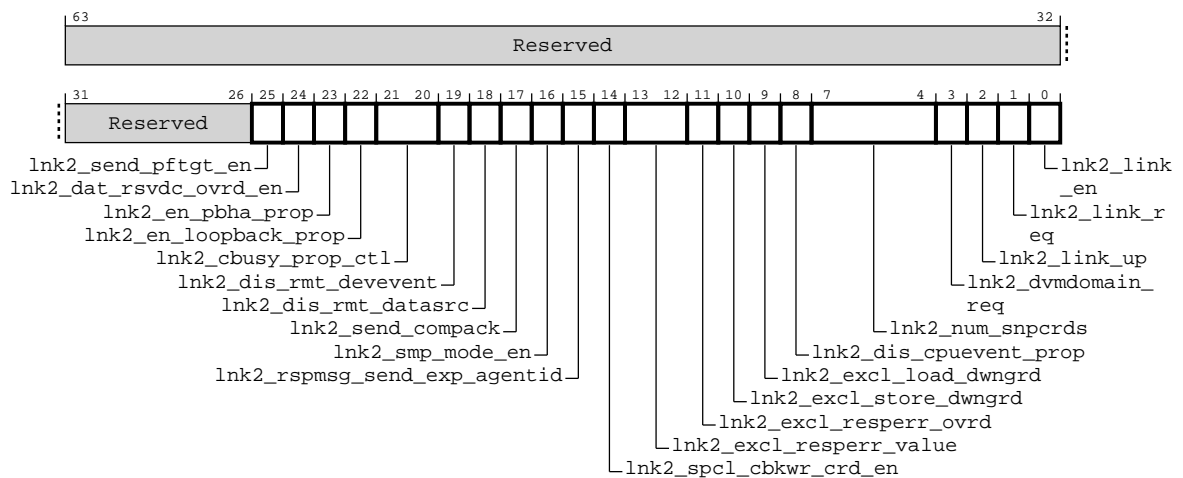 63 32
Reserved
31 26 25 24 23 22 21 20 19 18 17 16 15 14 13 12 11 10 9 8 7 4 3 2 1 0
Reserved
lnk2_send_pftgt_en
lnk2_dat_rsvdc_ovrd_en
lnk2_en_pbha_prop
lnk2_en_loopback_prop
lnk2_cbusy_prop_ctl
lnk2_dis_rmt_devevent
lnk2_dis_rmt_datasrc
lnk2_send_compack
lnk2_smp_mode_en
lnk2_rspmsg_send_exp_agentid
lnk2_link
_en
lnk2_link_r
eq
lnk2_link_up
lnk2_dvmdomain_
req
lnk2_num_snpcrds
lnk2_dis_cpuevent_prop
lnk2_excl_load_dwngrd
lnk2_excl_store_dwngrd
lnk2_excl_resperr_ovrd
lnk2_excl_resperr_value
lnk2_spcl_cbkwr_crd_en